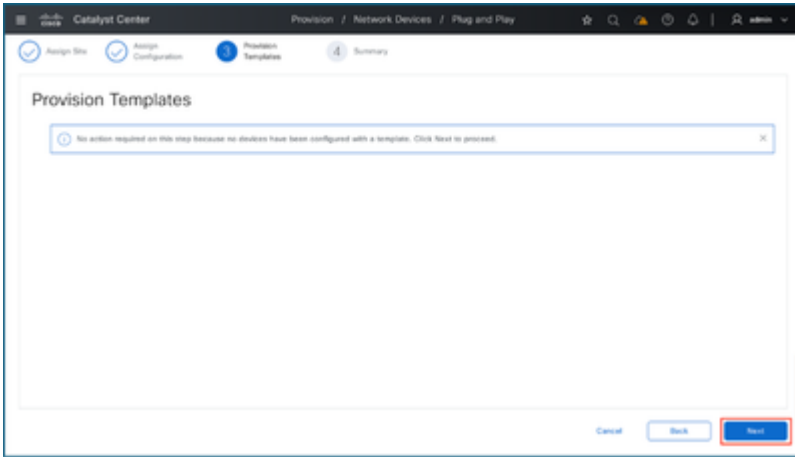 CISCO Catalyst Center Provision / Network Devices / Plug and Play admin
Assign Site
Assign
Configuration
3 Provision
Templates
4 Summary
Provision Templates
No action required on this step because no devices have been configured with a template. Click Next to proceed.
Cancel Back Next